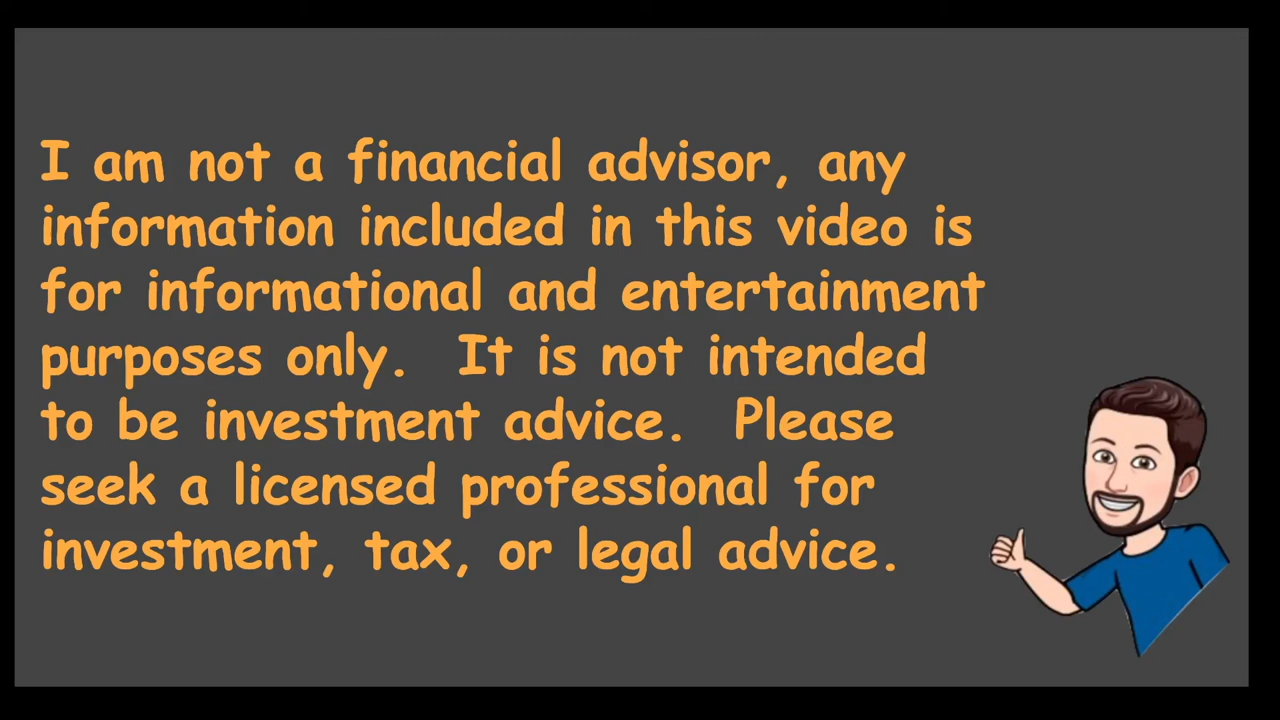 I am not a financial advisor, any
information included in this video is
for informational and entertainment
purposes only.  It is not intended
to be investment advice.  Please
seek a licensed professional for
investment, tax, or legal advice.